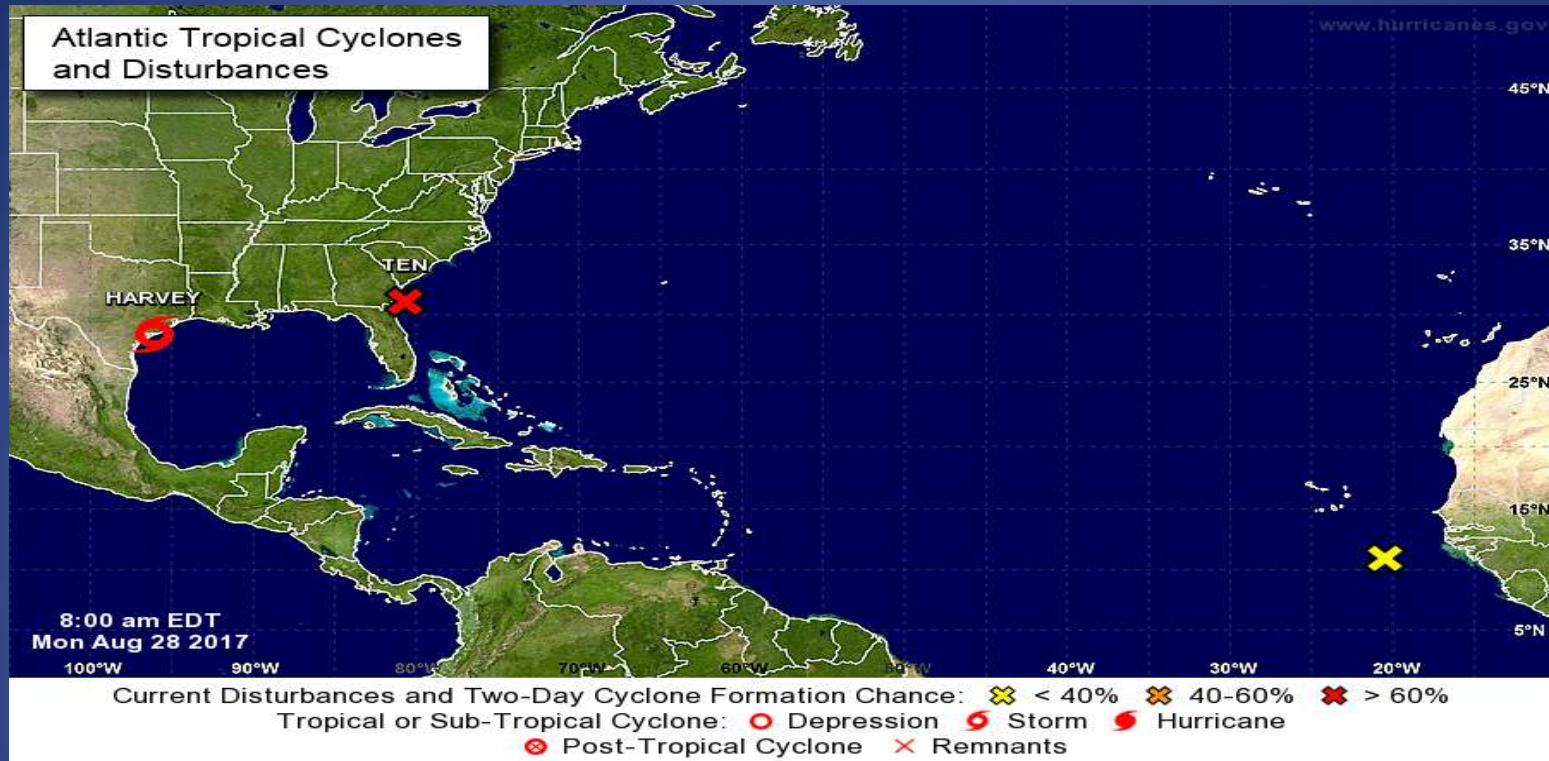 Atlantic Tropical Cyclones
and Disturbances
www.hurricanes.gov
45°N
35°N
TEN
HARVEY
25°N
15°N
8:00 am EDT
Mon Aug 28 2017
5°N
100°W 90°W 80°W 70°W 60°W 50°W 40°W 30°W 20°W
Current Disturbances and Two-Day Cyclone Formation Chance: < 40% 40-60% > 60%
Tropical or Sub-Tropical Cyclone: Depression Storm Hurricane
Post-Tropical Cyclone Remnants